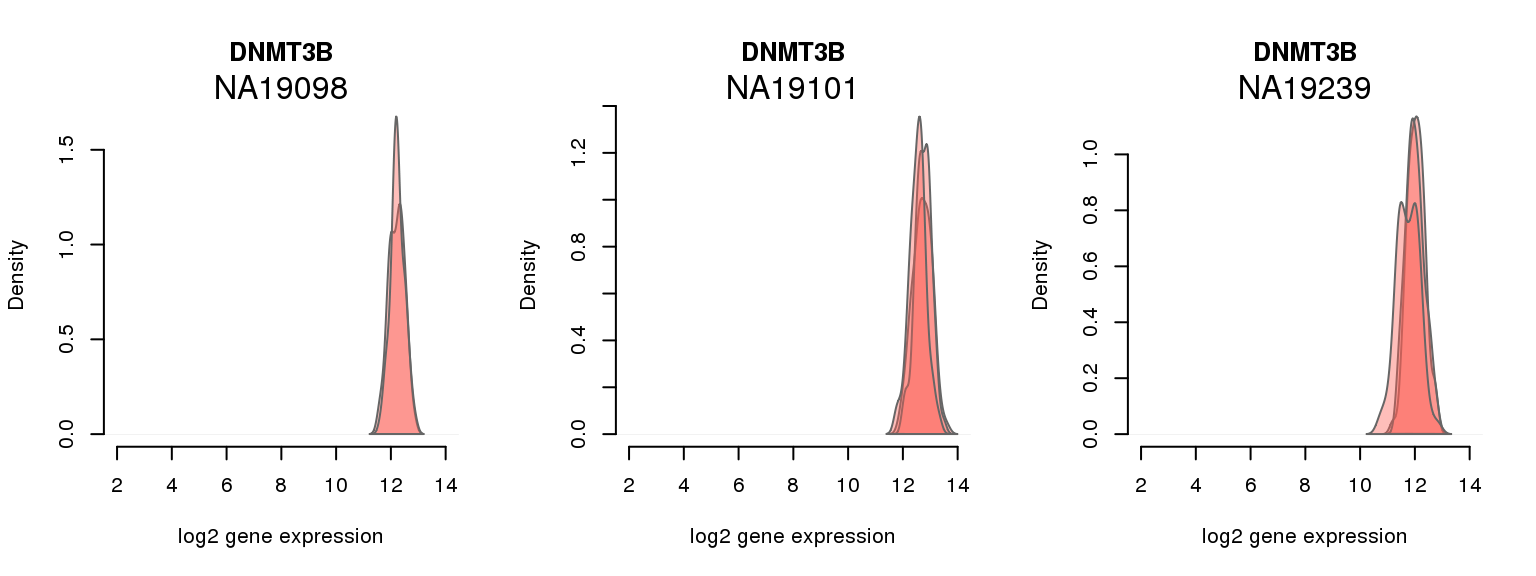 DNMT3B
NA19098
Density
0.0 0.5 1.0 1.5
2 4 6 8 10 12 14
log2 gene expression
DNMT3B
NA19101
Density
0.0 0.4 0.8 1.2
2 4 6 8 10 12 14
log2 gene expression
DNMT3B
NA19239
Density
0.0 0.2 0.4 0.6 0.8 1.0
2 4 6 8 10 12 14
log2 gene expression